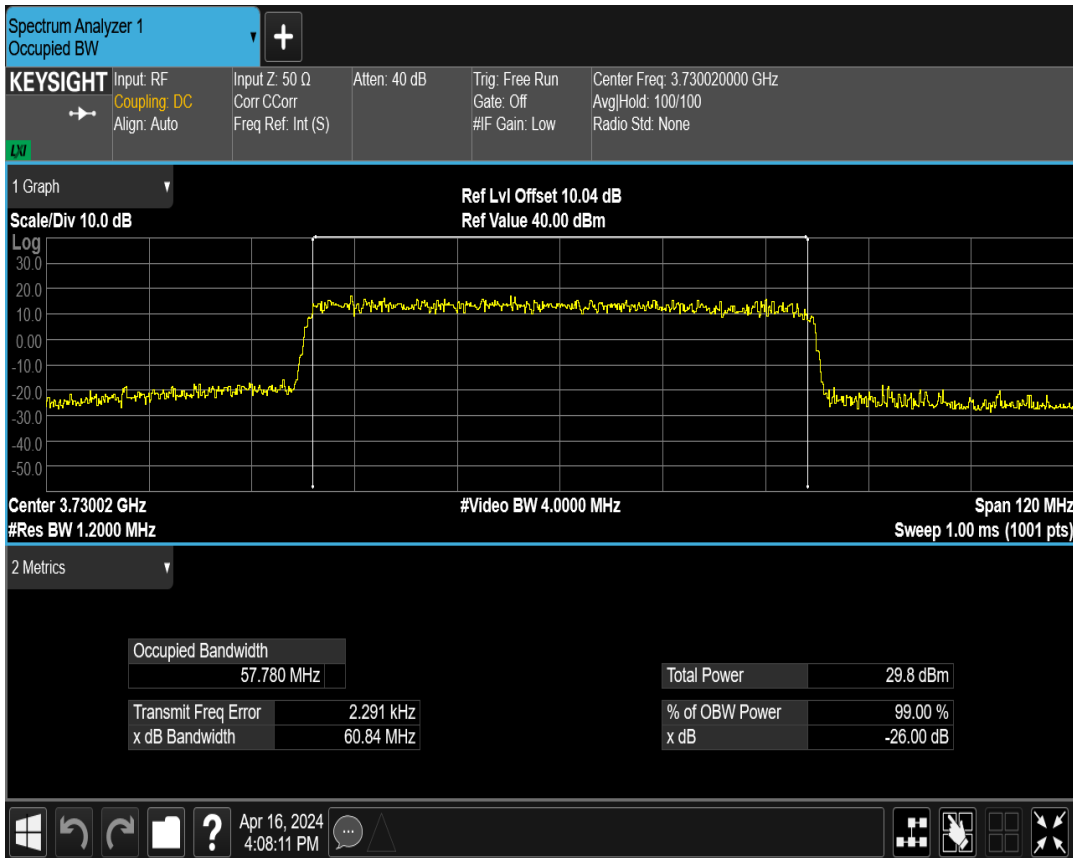 Spectrum Analyzer 1
Occupied BW
+
KEYSIGHT
LXI
Input: RF
Coupling: DC
Align: Auto
Input Z: 50 Ω
Corr CCorr
Freq Ref: Int (S)
Atten: 40 dB
Trig: Free Run
Gate: Off
#IF Gain: Low
Center Freq: 3.730020000 GHz
Avg|Hold: 100/100
Radio Std: None
1 Graph
Ref Lvl Offset 10.04 dB
Scale/Div 10.0 dB
Ref Value 40.00 dBm
Log
30.0
20.0
10.0
0.00
-10.0
-20.0
-30.0
-40.0
-50.0
Center 3.73002 GHz
#Video BW 4.0000 MHz
Span 120 MHz
#Res BW 1.2000 MHz
Sweep 1.00 ms (1001 pts)
2 Metrics
Occupied Bandwidth
57.780 MHz
Total Power 29.8 dBm
Transmit Freq Error 2.291 kHz
% of OBW Power 99.00 %
x dB Bandwidth 60.84 MHz
x dB -26.00 dB
?
Apr 16, 2024
4:08:11 PM